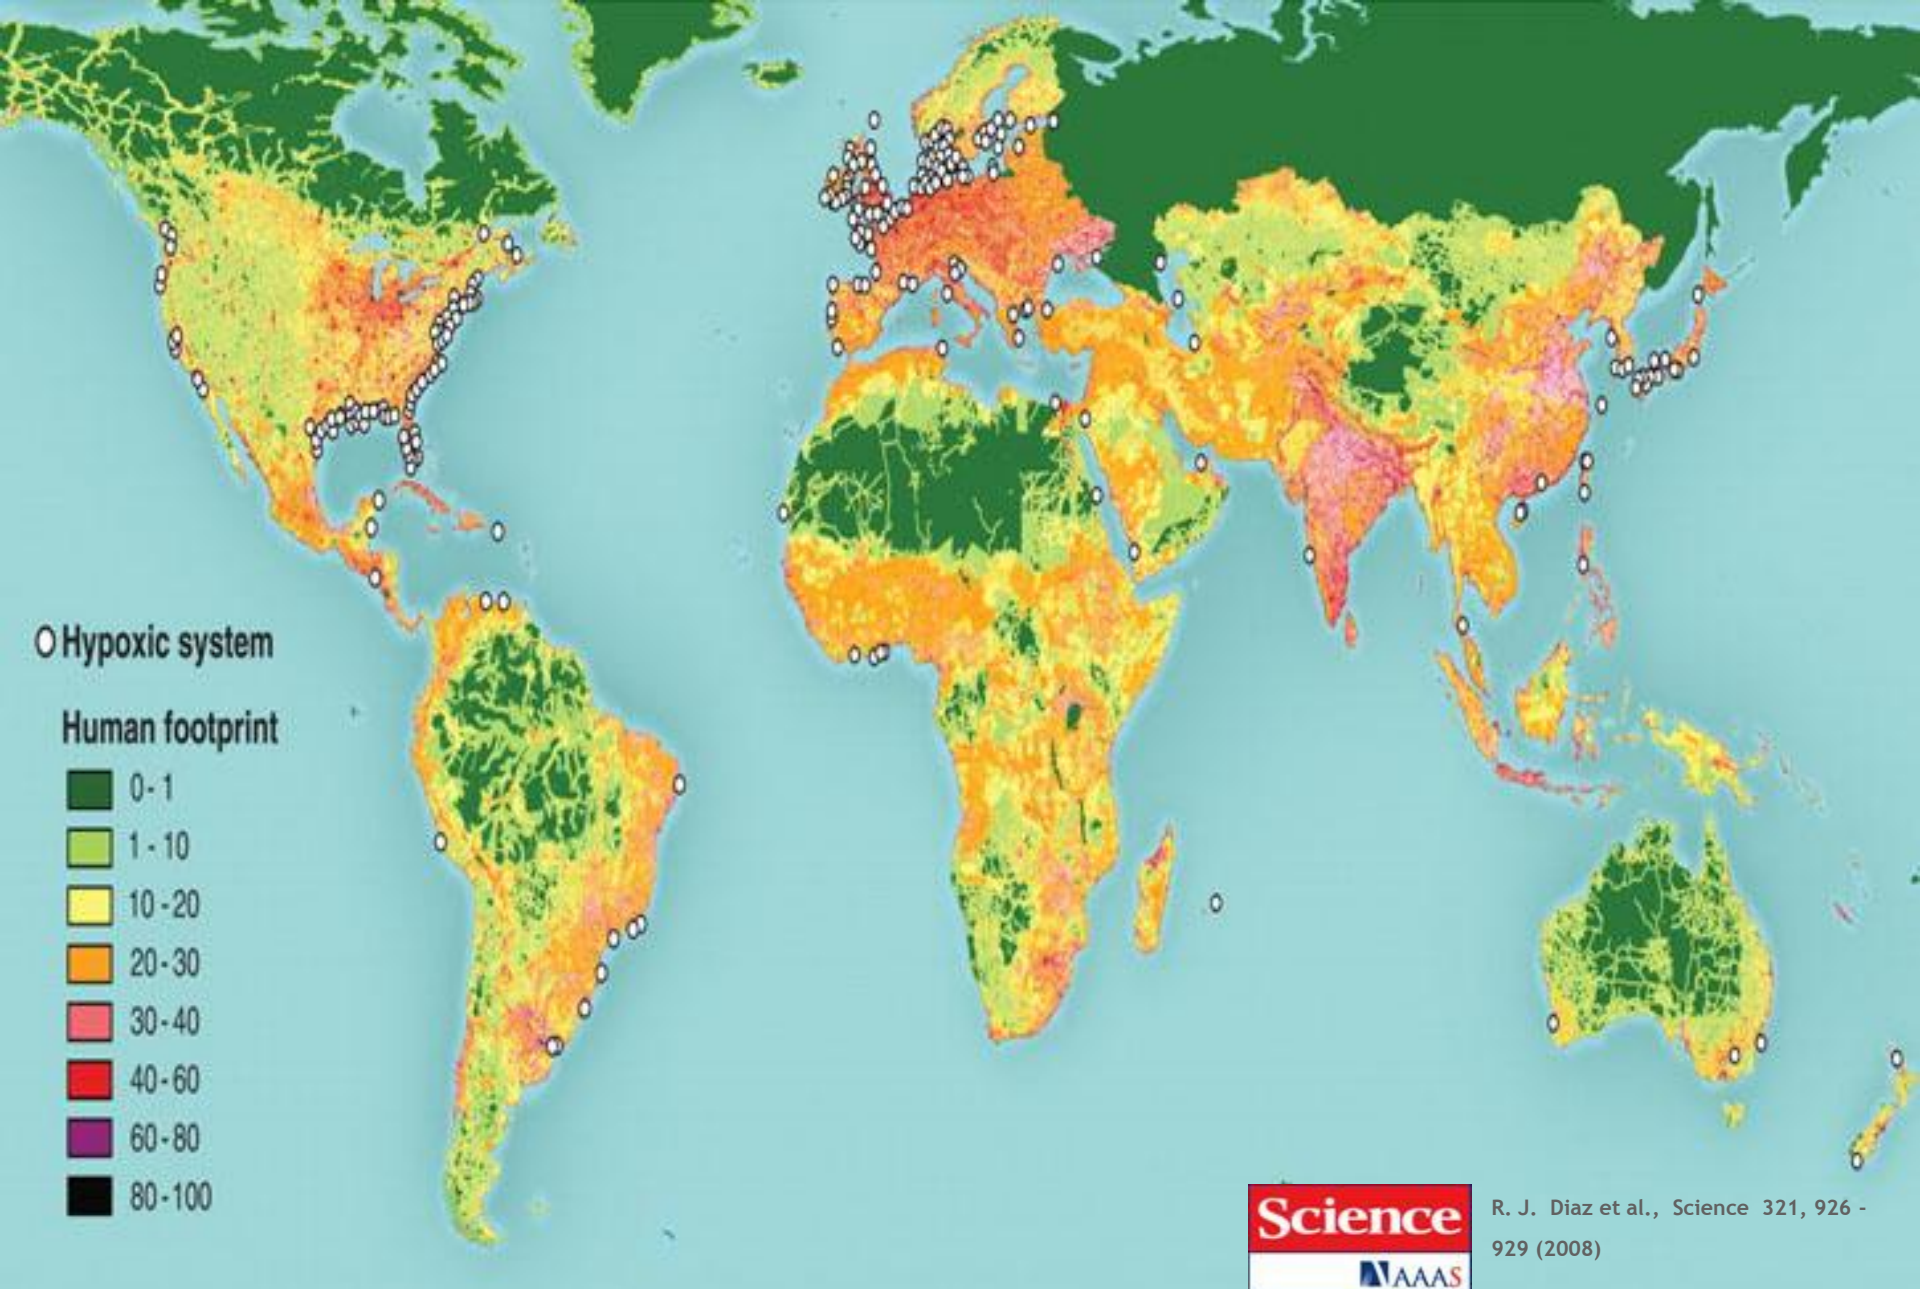 Hypoxic system
Human footprint
0-1
1-10
10-20
20-30
30-40
40-60
60-80
80-100
Science
AAAS
R. J. Diaz et al., Science 321, 926 -
929 (2008)